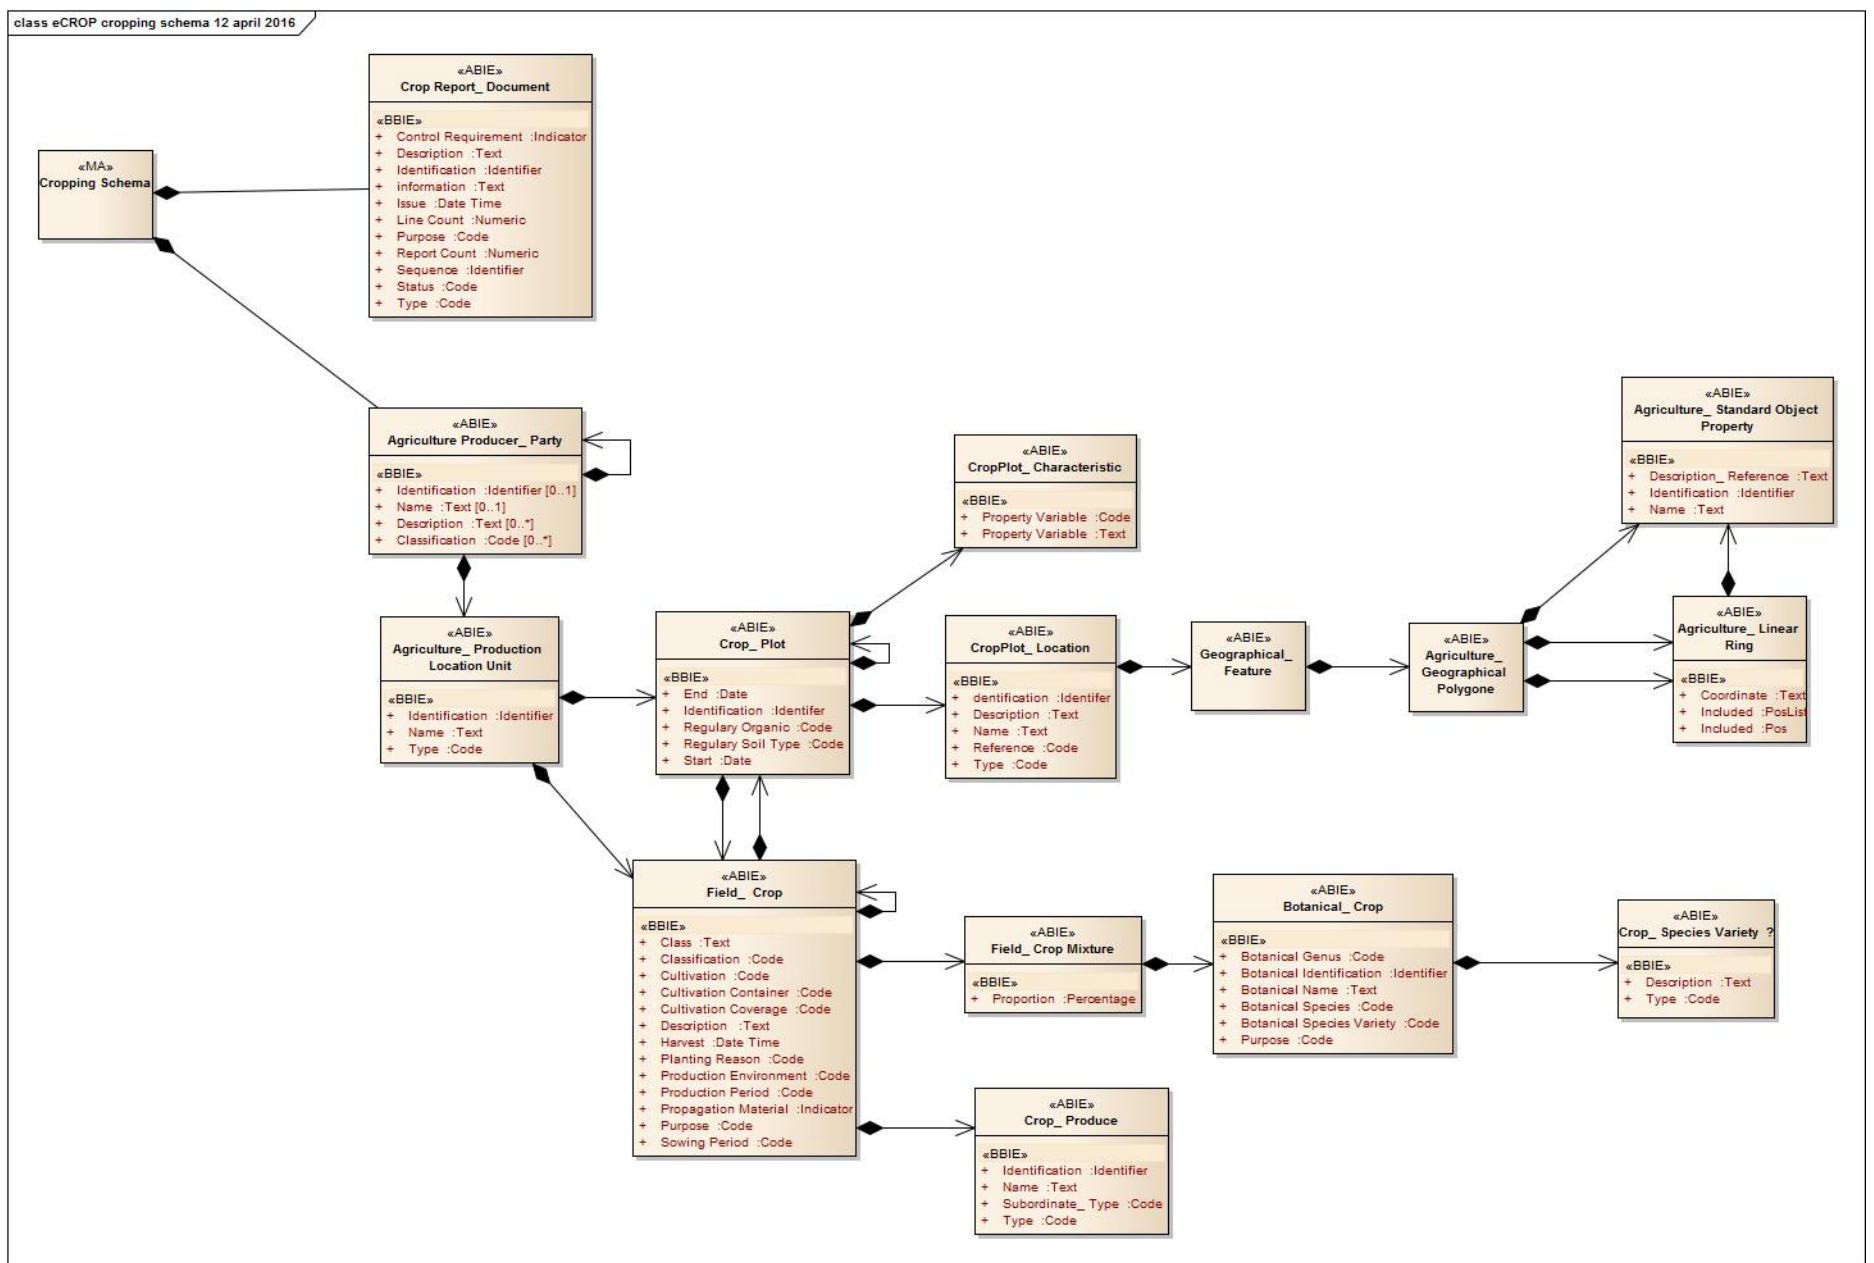 class eCROP cropping schema 12 april 2016
«MA»
Cropping Schema
«ABIE»
Crop Report_ Document
«BBIE»
+ Control Requirement :Indicator
+ Description :Text
+ Identification :Identifier
+ information :Text
+ Issue :Date Time
+ Line Count :Numeric
+ Purpose :Code
+ Report Count :Numeric
+ Sequence :Identifier
+ Status :Code
+ Type :Code
«ABIE»
Agriculture Producer_ Party
«BBIE»
+ Identification :Identifier [0..1]
+ Name :Text [0..1]
+ Description :Text [0..*]
+ Classification :Code [0..*]
«ABIE»
Agriculture_ Production
Location Unit
«BBIE»
+ Identification :Identifier
+ Name :Text
+ Type :Code
«ABIE»
Crop_ Plot
«BBIE»
+ End :Date
+ Identification :Identifer
+ Regulary Organic :Code
+ Regulary Soil Type :Code
+ Start :Date
«ABIE»
CropPlot_ Characteristic
«BBIE»
+ Property Variable :Code
+ Property Variable :Text
«ABIE»
CropPlot_ Location
«BBIE»
+ dentification :Identifer
+ Description :Text
+ Name :Text
+ Reference :Code
+ Type :Code
«ABIE»
Geographical_
Feature
«ABIE»
Agriculture_
Geographical
Polygone
«ABIE»
Agriculture_ Standard Object
Property
«BBIE»
+ Description_ Reference :Text
+ Identification :Identifier
+ Name :Text
«ABIE»
Agriculture_ Linear
Ring
«BBIE»
+ Coordinate :Text
+ Included :PosList
+ Included :Pos
«ABIE»
Field_ Crop
«BBIE»
+ Class :Text
+ Classification :Code
+ Cultivation :Code
+ Cultivation Container :Code
+ Cultivation Coverage :Code
+ Description :Text
+ Harvest :Date Time
+ Planting Reason :Code
+ Production Environment :Code
+ Production Period :Code
+ Propagation Material :Indicator
+ Purpose :Code
+ Sowing Period :Code
«ABIE»
Field_ Crop Mixture
«BBIE»
+ Proportion :Percentage
«ABIE»
Botanical_ Crop
«BBIE»
+ Botanical Genus :Code
+ Botanical Identification :Identifier
+ Botanical Name :Text
+ Botanical Species :Code
+ Botanical Species Variety :Code
+ Purpose :Code
«ABIE»
Crop_ Species Variety ?
«BBIE»
+ Description :Text
+ Type :Code
«ABIE»
Crop_ Produce
«BBIE»
+ Identification :Identifier
+ Name :Text
+ Subordinate_ Type :Code
+ Type :Code